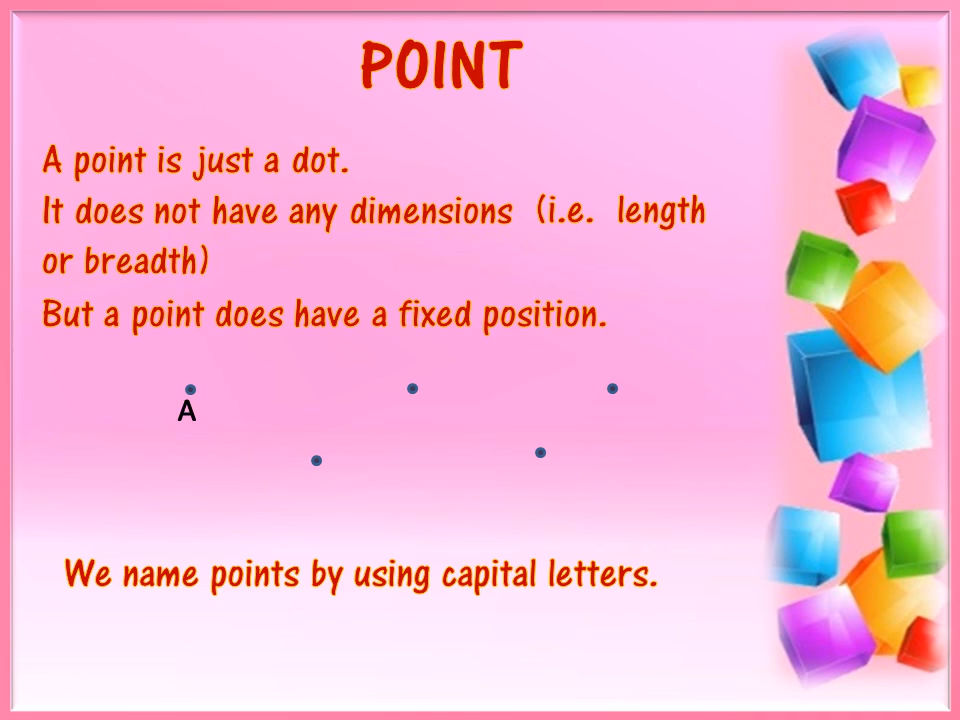 POINT
A point is just a dot.
It does not have any dimensions (i.e. length
or breadth)
But a point does have a fixed position.
A
We name points by using capital letters.